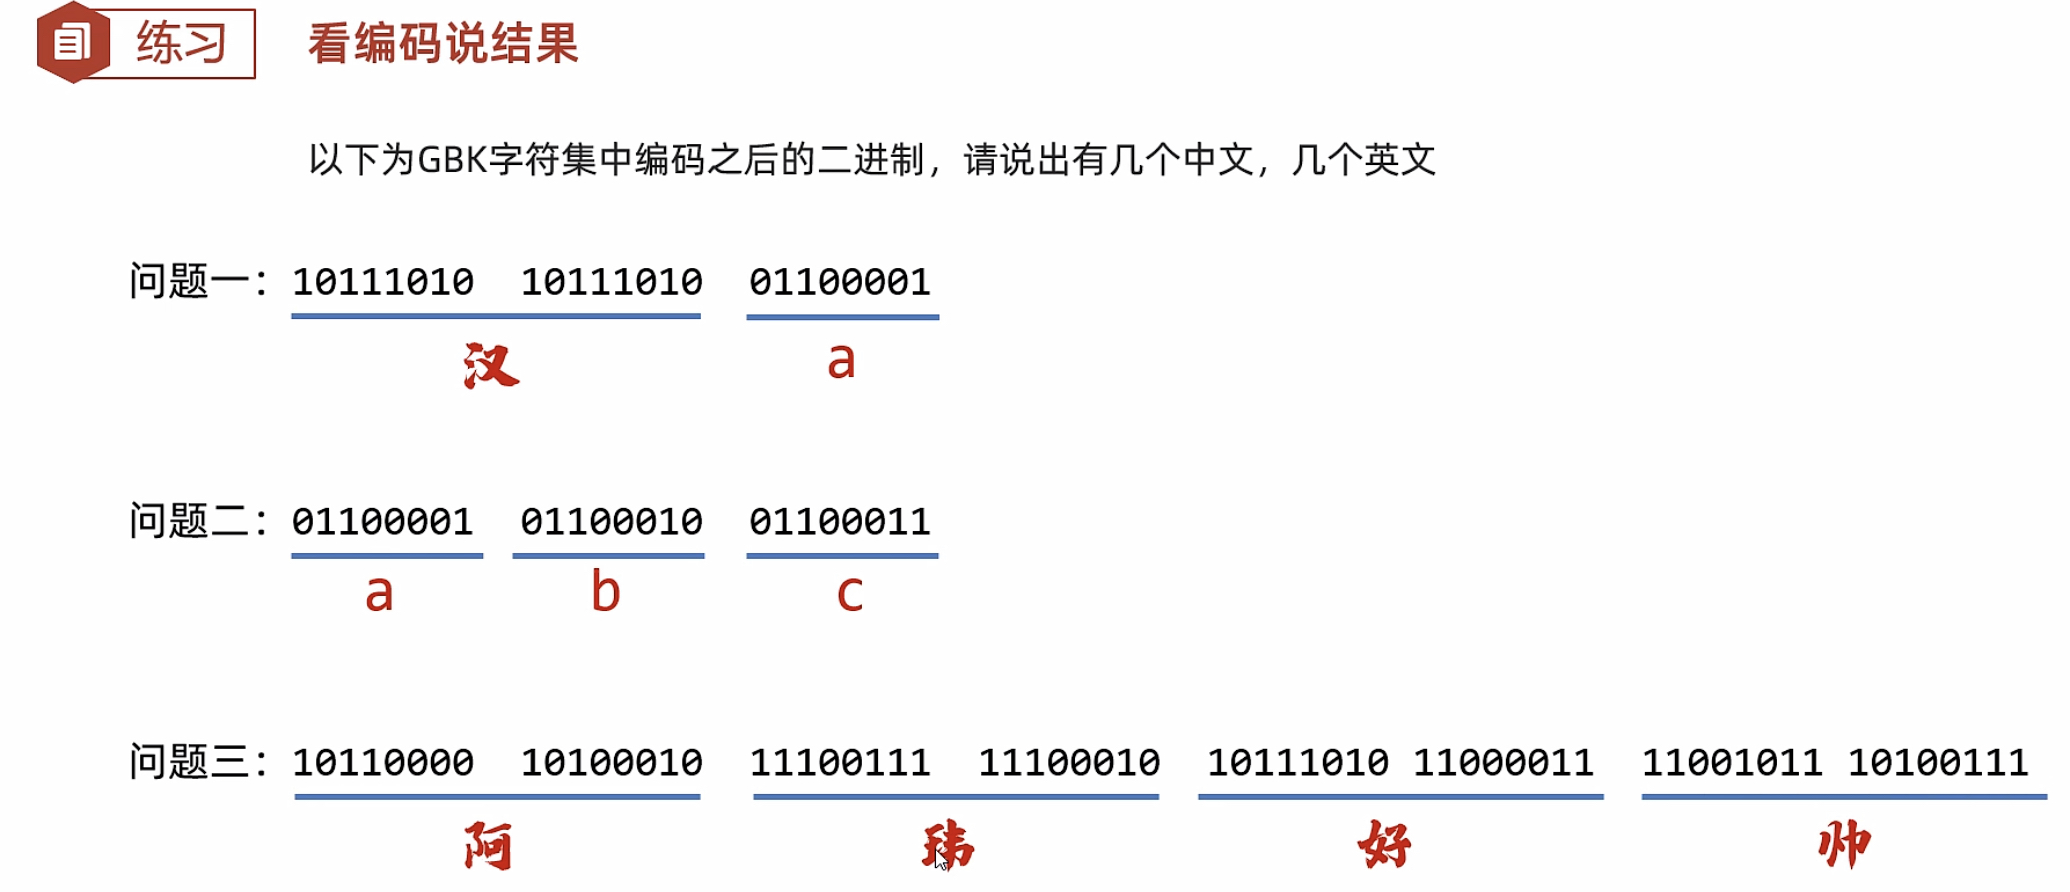 练习 看编码说结果
以下为GBK字符集中编码之后的二进制，请说出有几个中文，几个英文
问题一：10111010 10111010 01100001
汉 a
问题二：01100001 01100010 01100011
a b c
问题三：10110000 10100010 11100111 11100010 10111010 11000011 11001011 10100111
阿 玮 好 帅